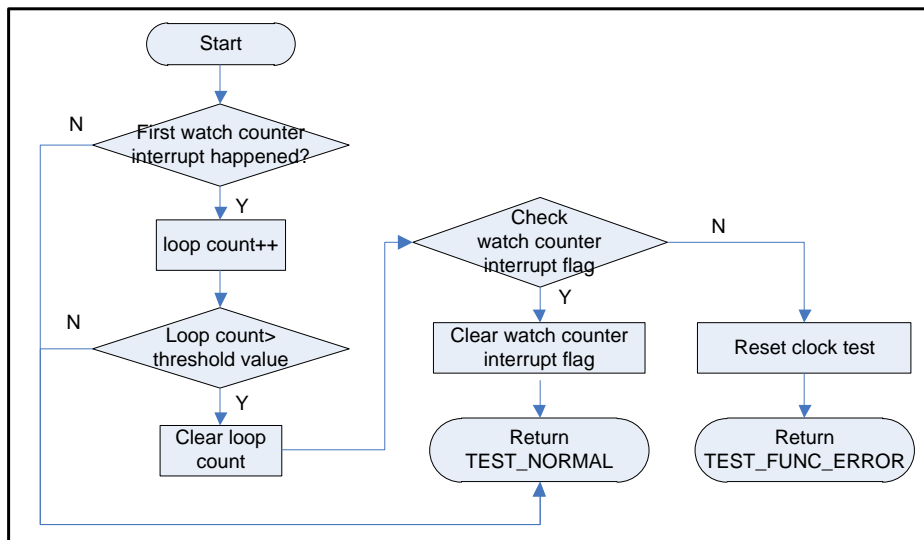 Start
N
First watch counter
interrupt happened?
Y
loop count++
N
Loop count>
threshold value
Y
Clear loop
count
Check
watch counter
interrupt flag
N
Y
Clear watch counter
interrupt flag
Reset clock test
Return
TEST_NORMAL
Return
TEST_FUNC_ERROR